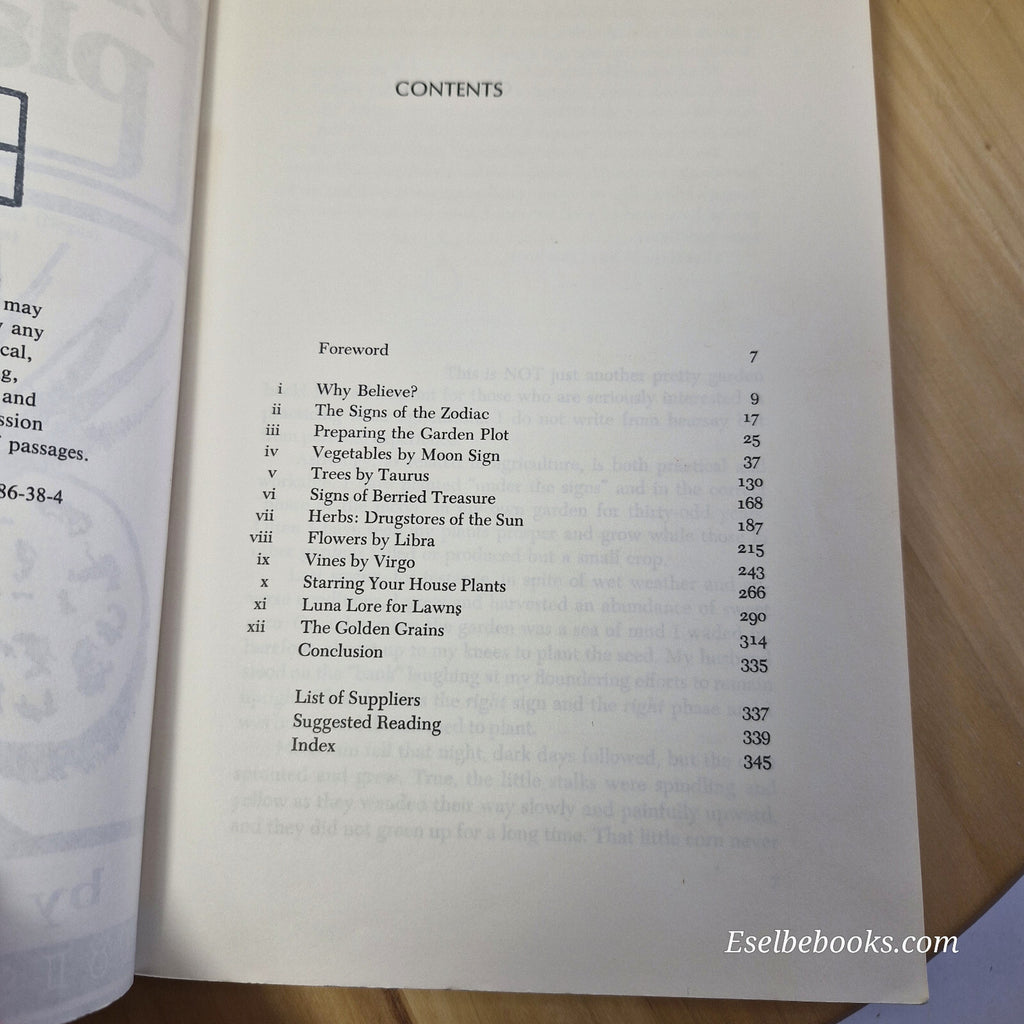 may
any
cal,
g,
and
ssion
passages.
86-38-4
CONTENTS
Foreword 7
i Why Believe? 9
ii The Signs of the Zodiac 17
iii Preparing the Garden Plot 25
iv Vegetables by Moon Sign 37
v Trees by Taurus 130
vi Signs of Berried Treasure 168
vii Herbs: Drugstores of the Sun 187
viii Flowers by Libra 215
ix Vines by Virgo 243
x Starring Your House Plants 266
xi Luna Lore for Lawns 290
xii The Golden Grains 314
Conclusion 335
List of Suppliers 337
Suggested Reading 339
Index 345
Eselbebooks.com